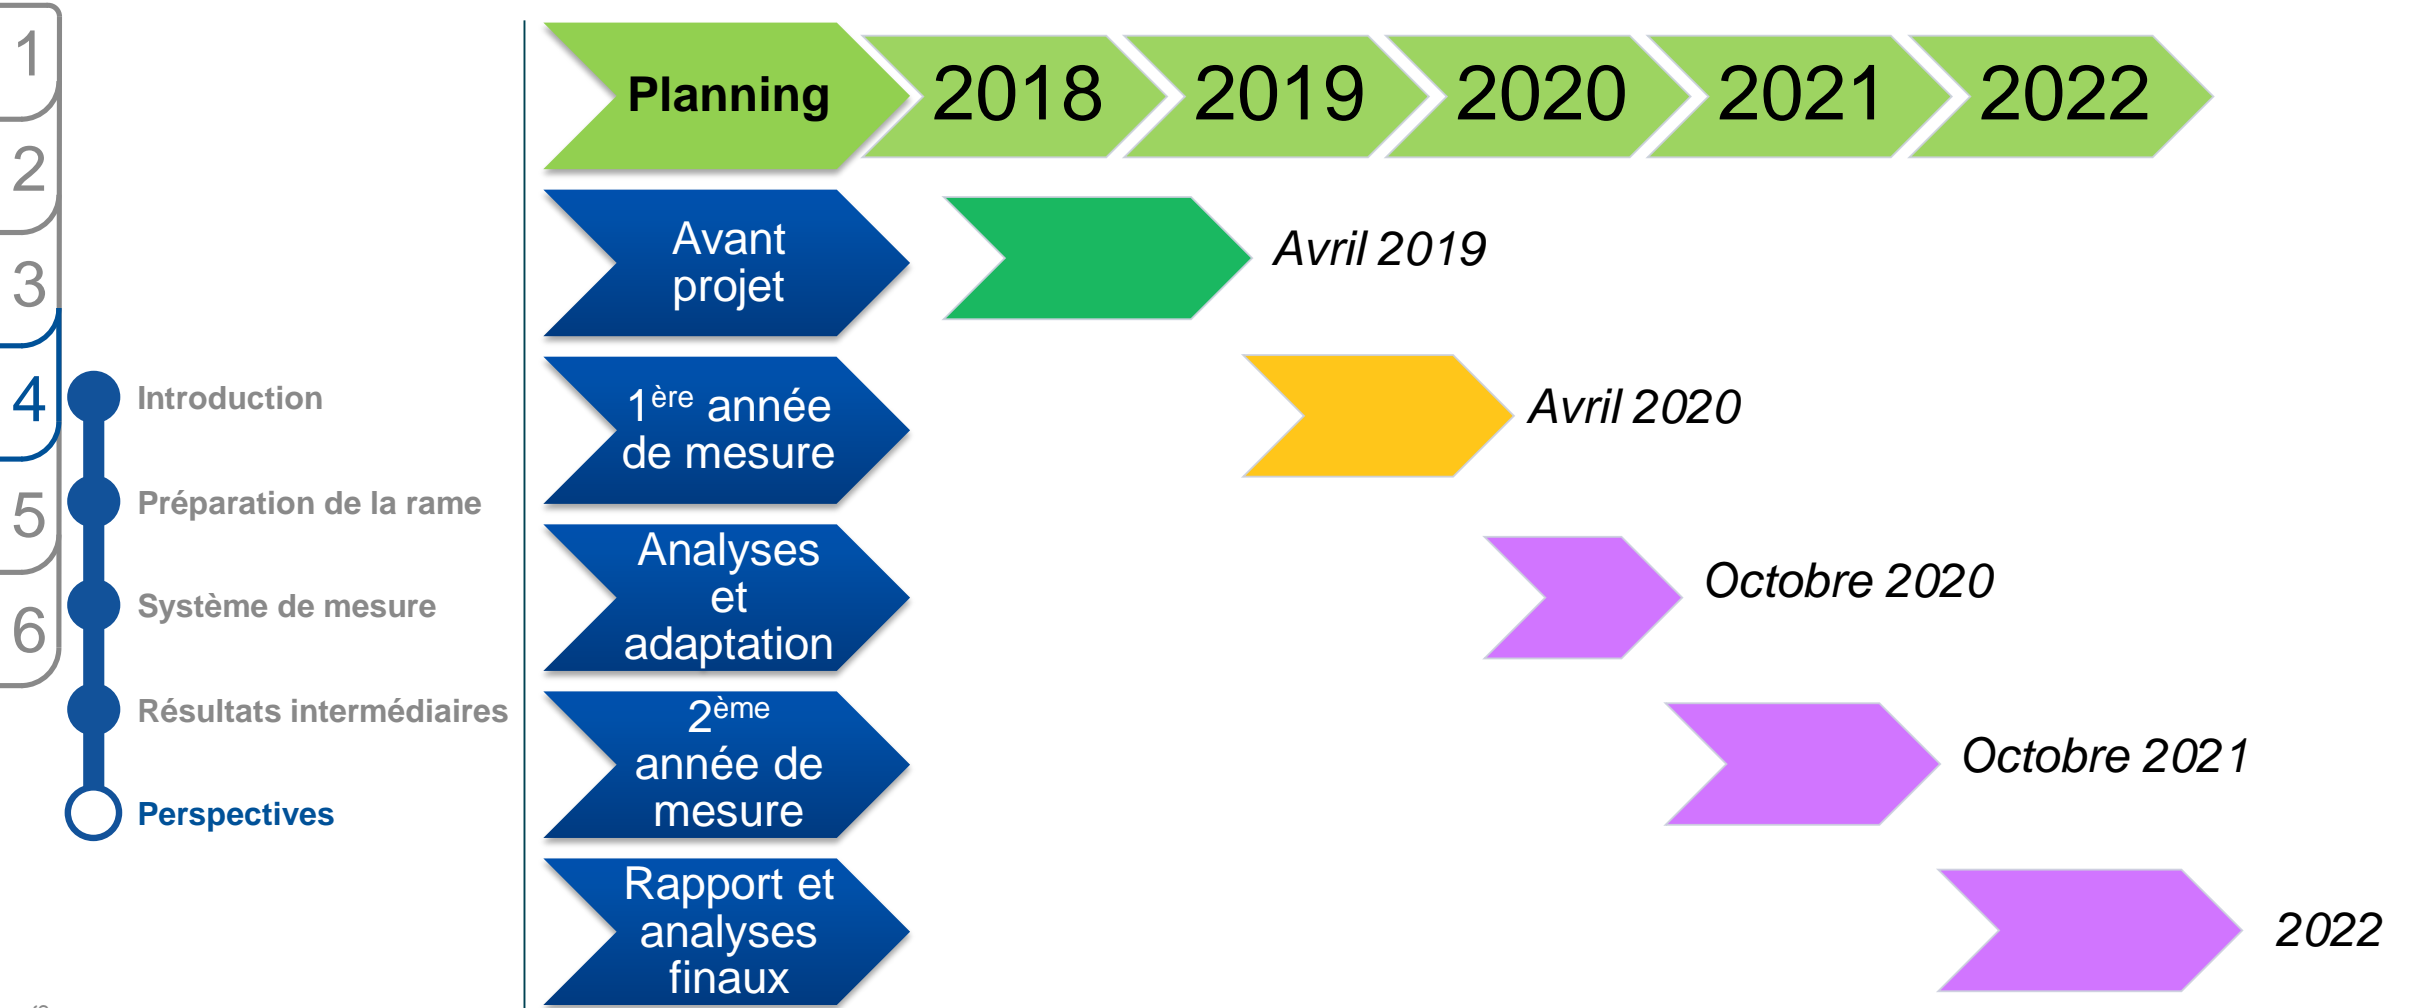 1
2
3
4
5
6
Introduction
Préparation de la rame
Système de mesure
Résultats intermédiaires
Perspectives
Planning
2018
2019
2020
2021
2022
Avant
projet
Avril 2019
1ère année
de mesure
Avril 2020
Analyses
et
adaptation
Octobre 2020
2ème
année de
mesure
Octobre 2021
Rapport et
analyses
finaux
2022